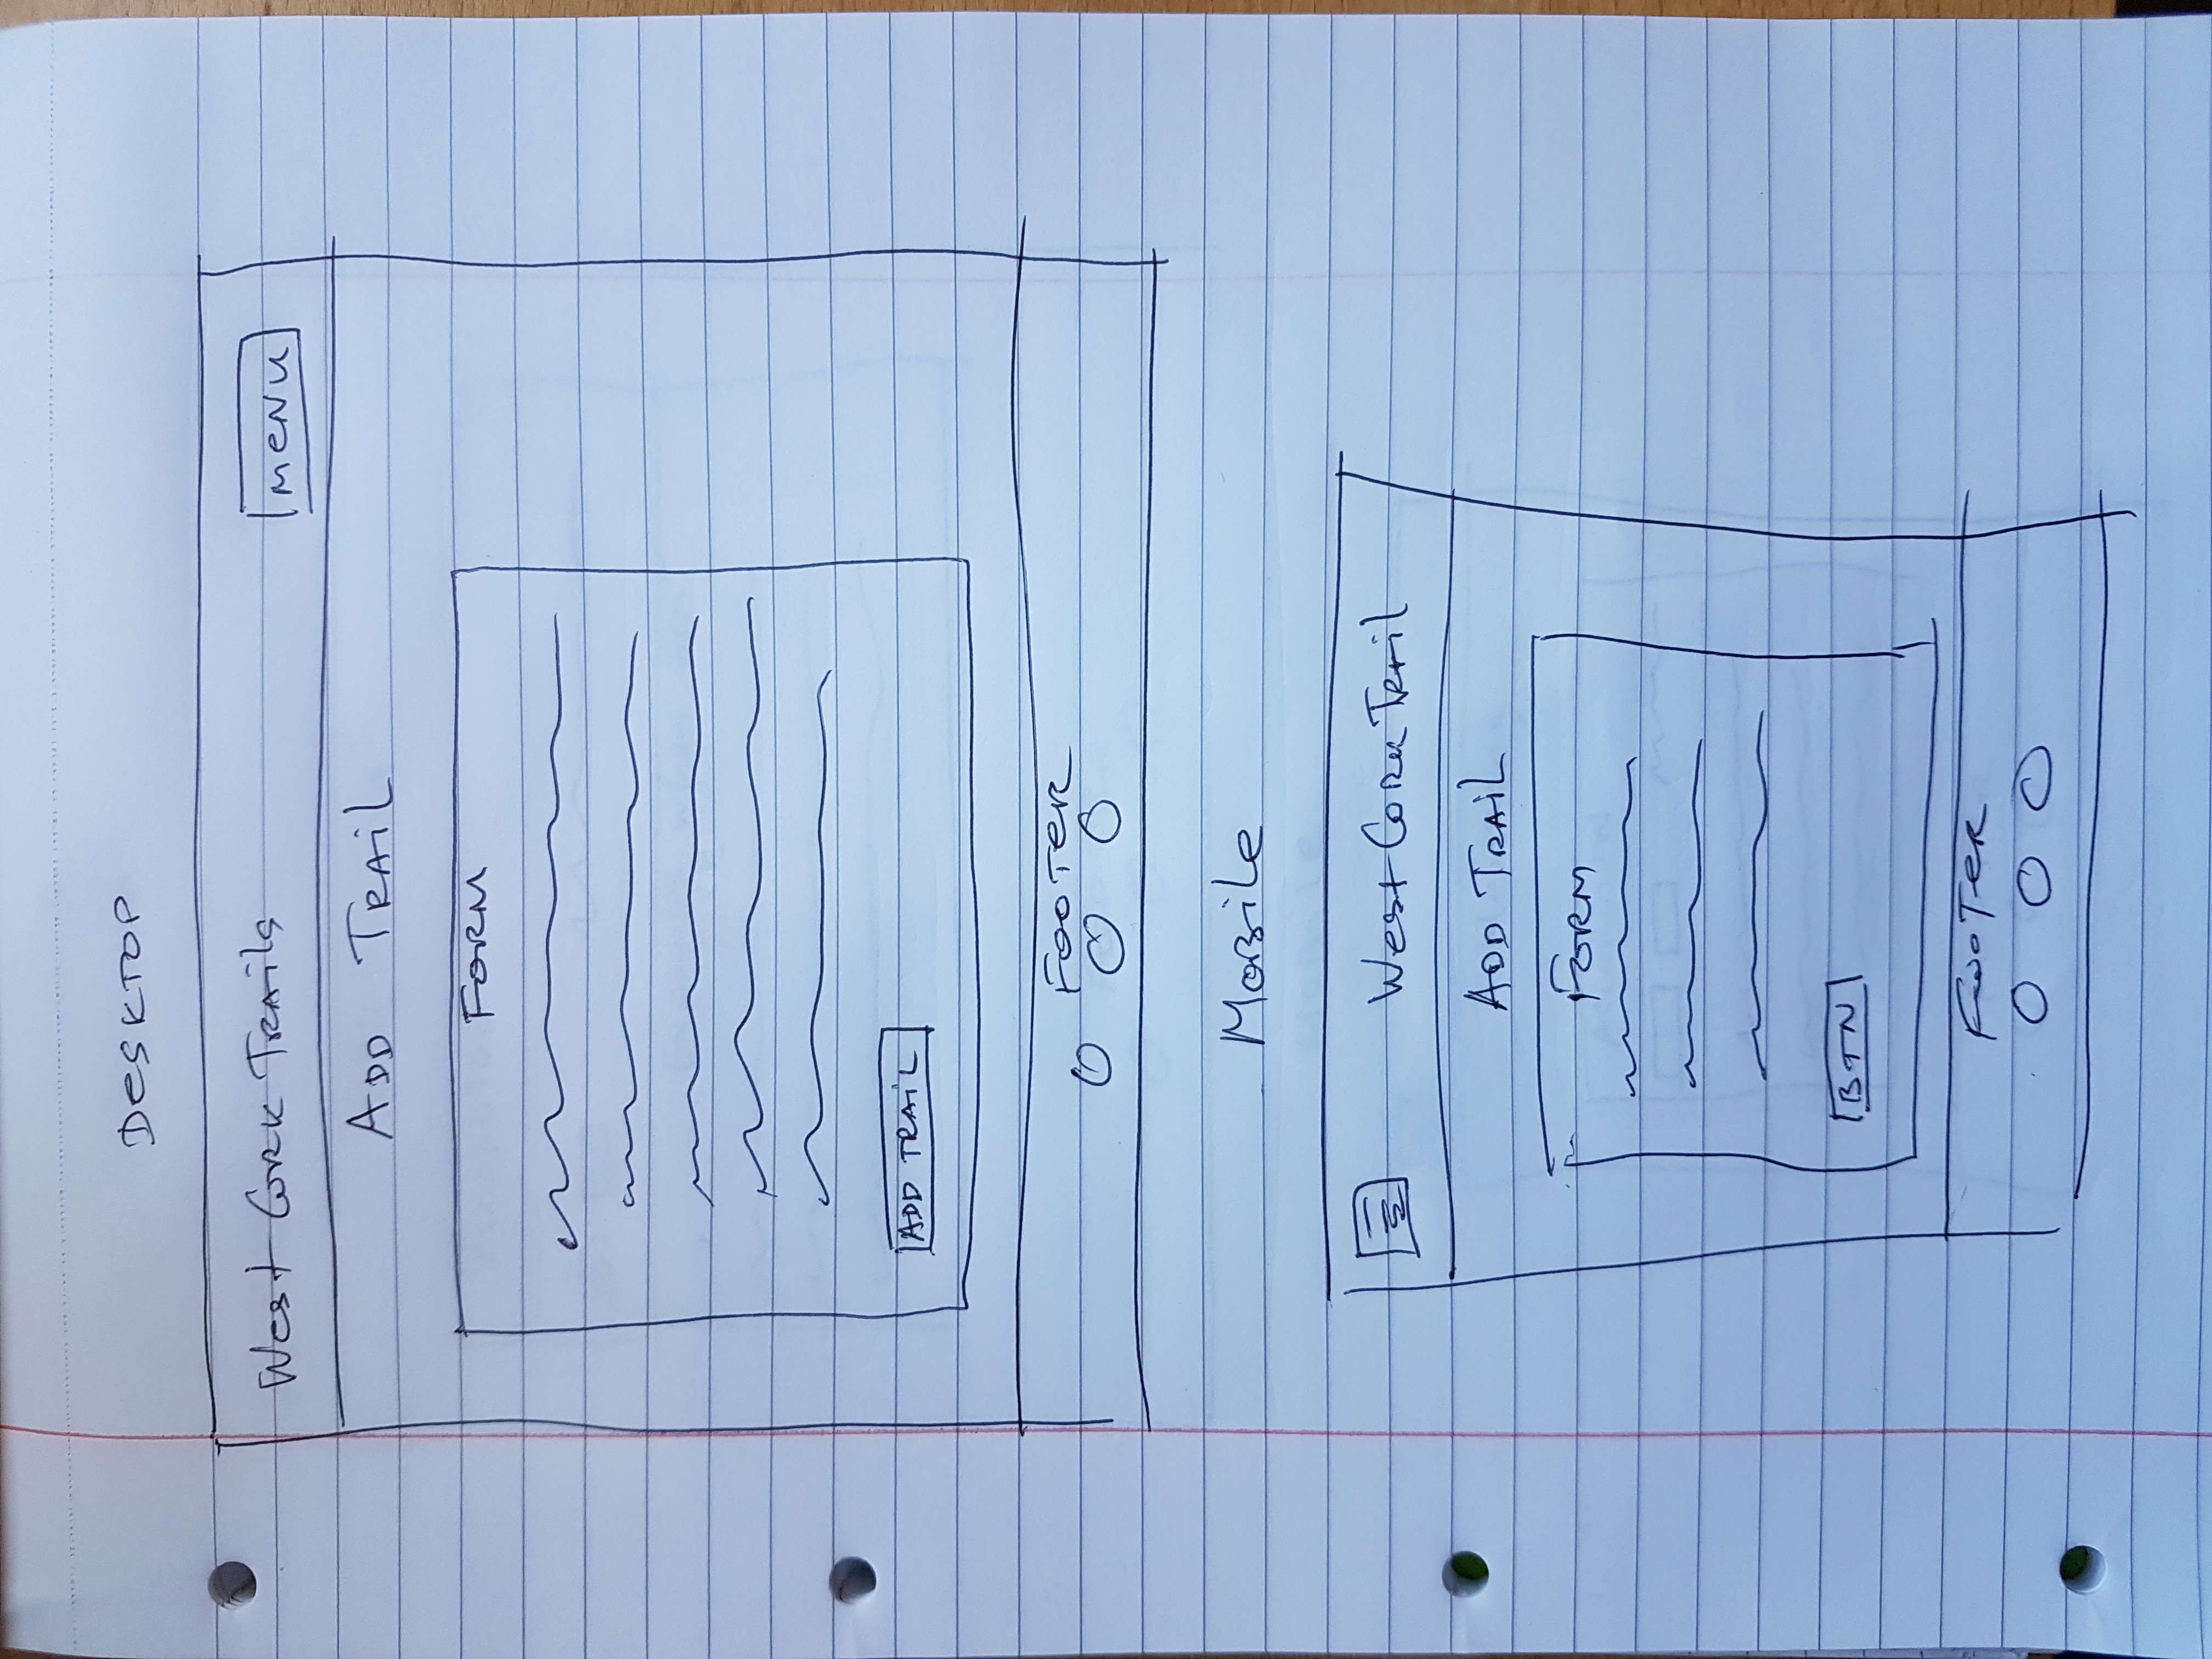 DESKTOP
West Cork Trails
MENU
ADD TRAIL
FORM
ADD TRAIL
FOOTER
Mobile
West Cork Trail
ADD TRAIL
FORM
BTN
FOOTER